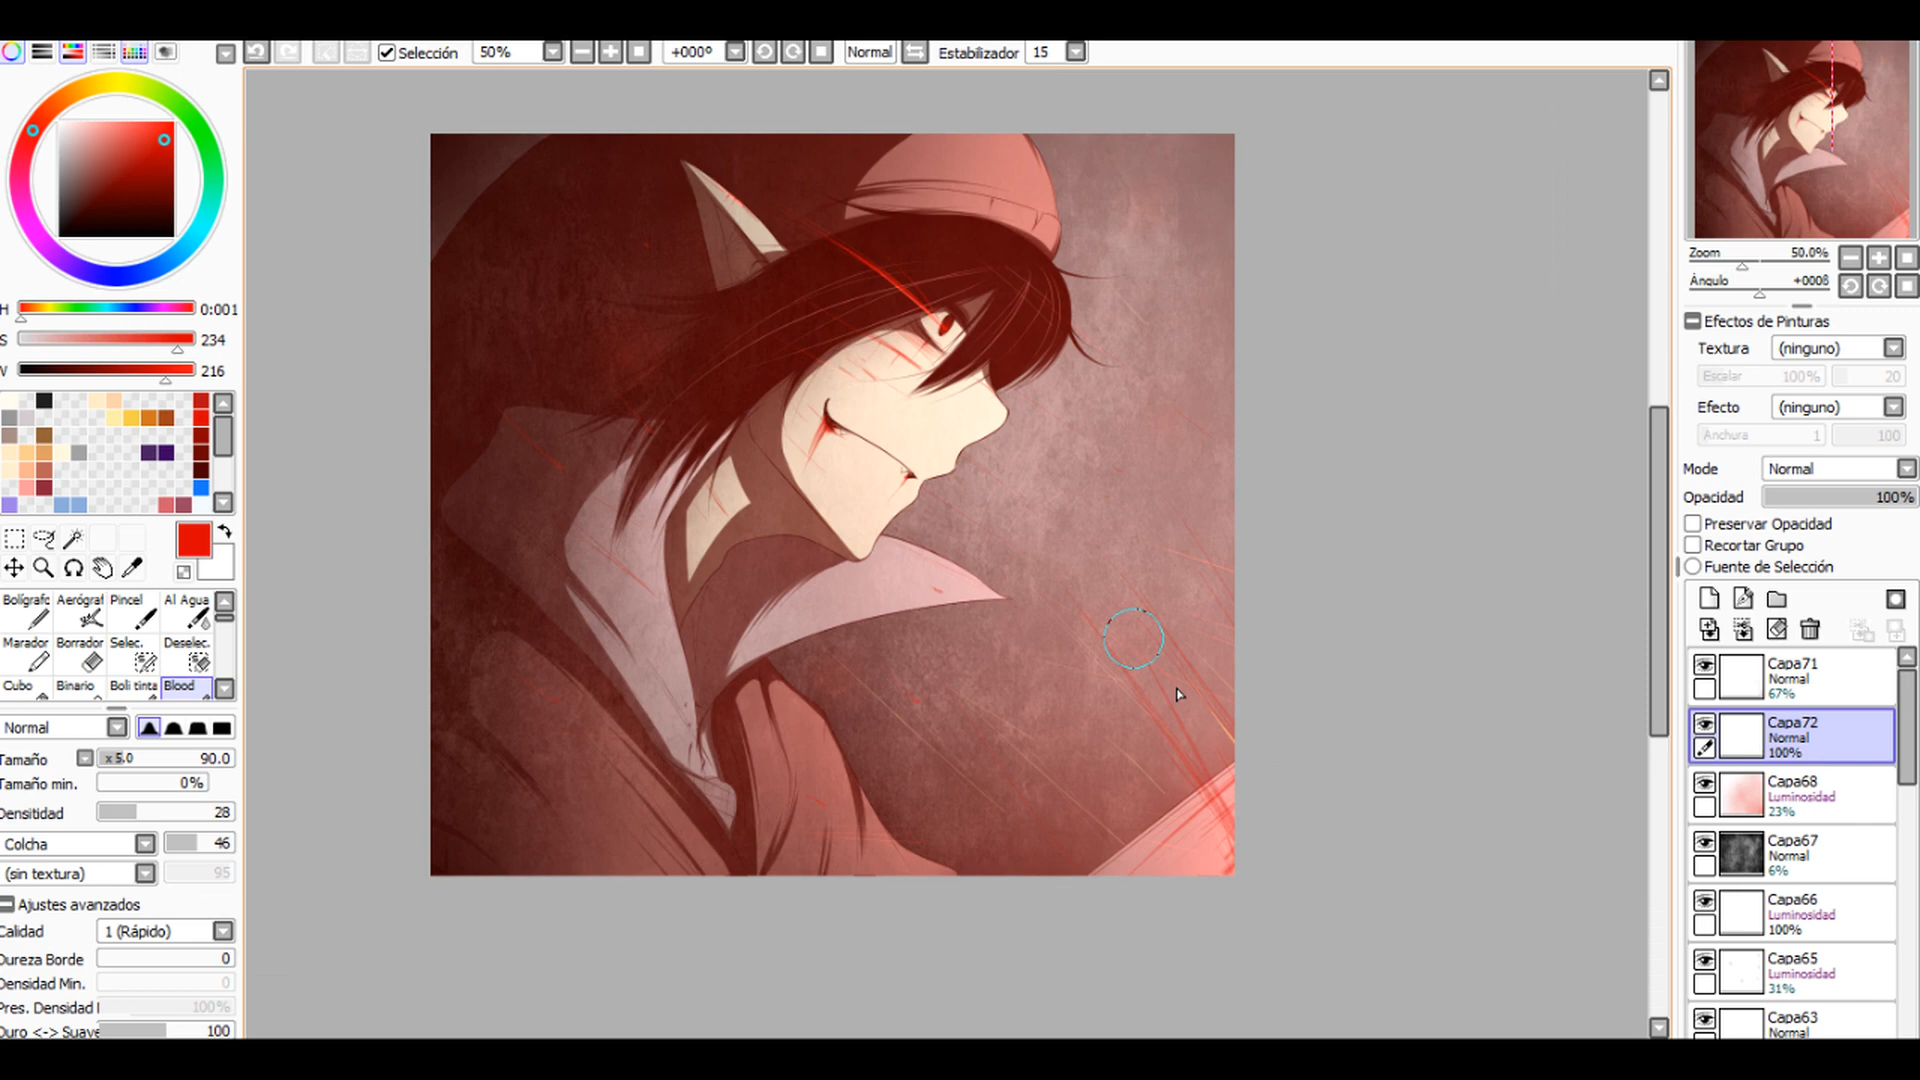 Selección 50% +000° Normal Estabilizador 15
H 0:001
S 234
V 216
Zoom 50.0%
Ángulo +000ß
Efectos de Pinturas
Textura (ninguno)
Escalar 100% 20
Efecto (ninguno)
Anchura 1 100
Mode Normal
Opacidad 100%
Preservar Opacidad
Recortar Grupo
Fuente de Selección
Bolígrafo Aerógraf Pincel Al Agua
Marador Borrador Selec. Deselec.
Cubo Binario Boli tinta Blood
Normal
Tamaño x 5.0 90.0
Tamaño min. 0%
Densitidad 28
Colcha 46
(sin textura) 95
Ajustes avanzados
Calidad 1 (Rápido)
Dureza Borde 0
Densidad Min. 0
Pres. Densidad 100%
Duro <-> Suave 100
Capa71
Normal
67%
Capa72
Normal
100%
Capa68
Luminosidad
23%
Capa67
Normal
6%
Capa66
Luminosidad
100%
Capa65
Luminosidad
31%
Capa63
Normal